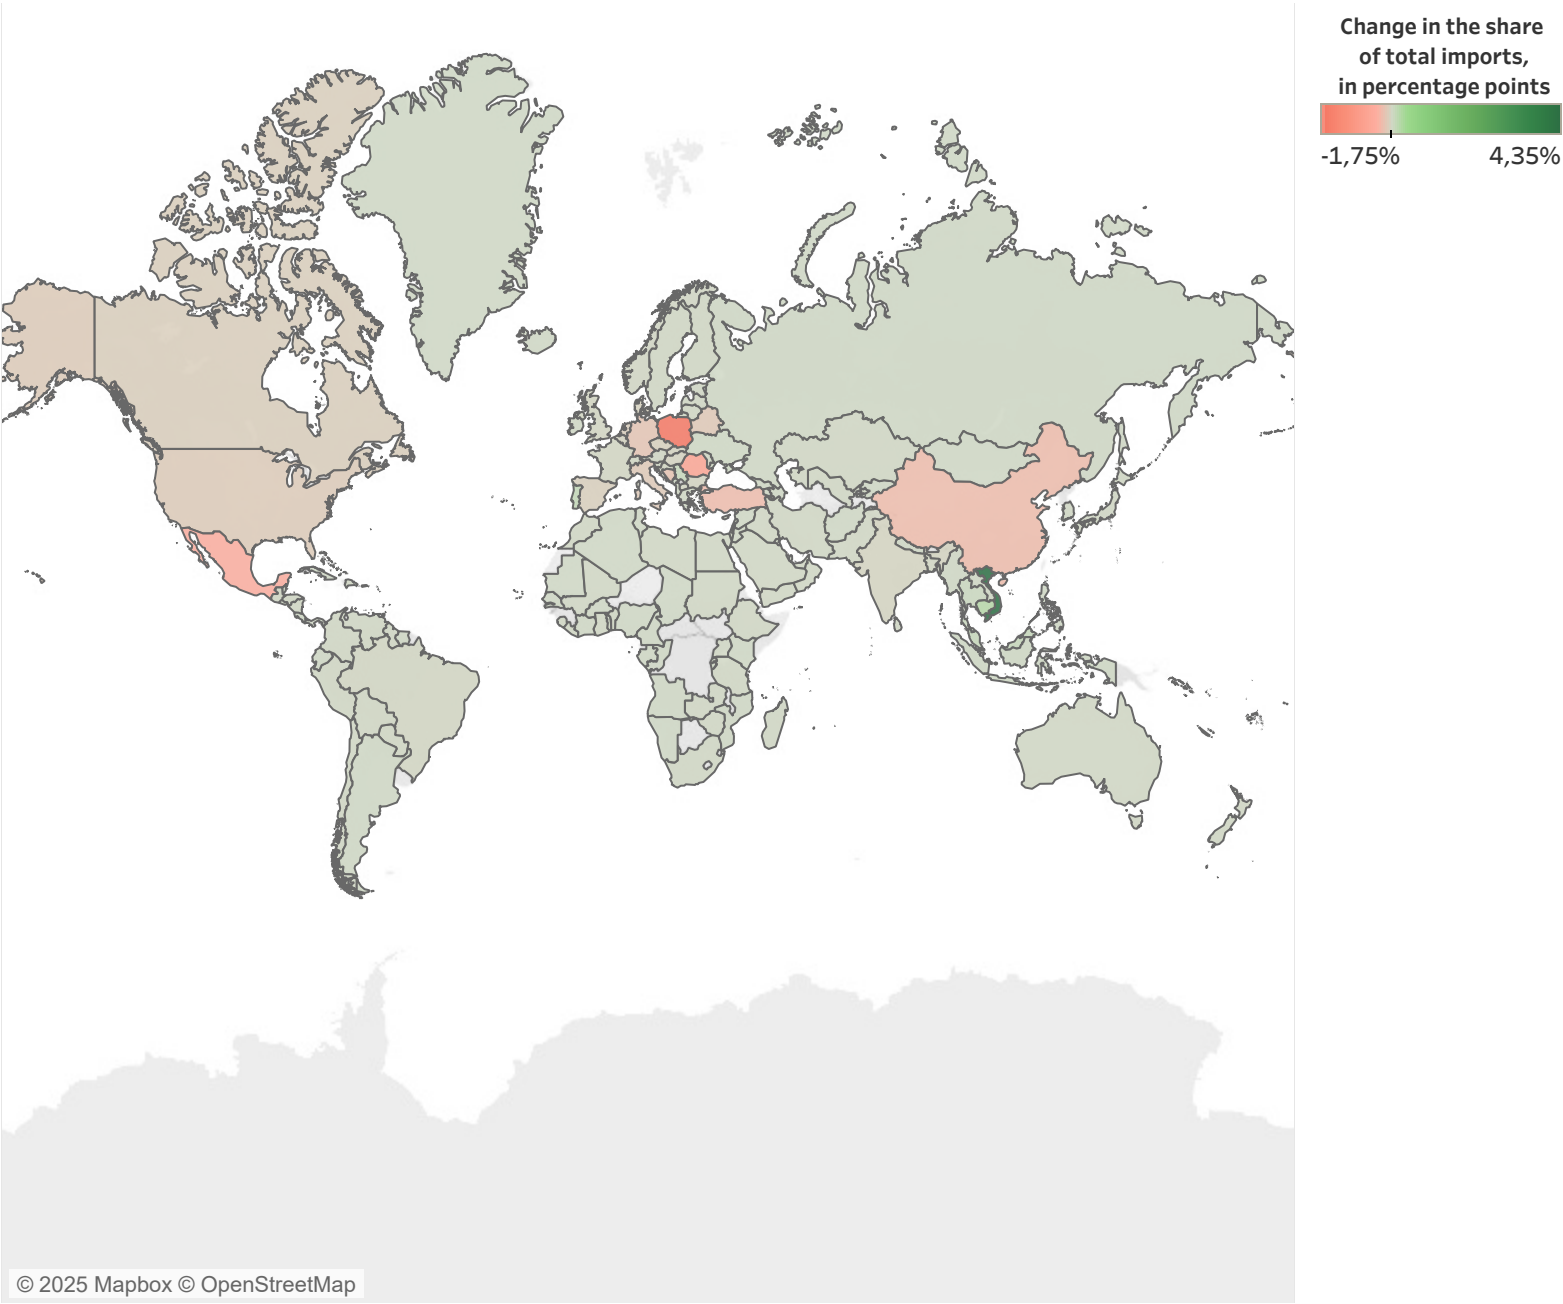 Change in the share
of total imports,
in percentage points
-1,75% 4,35%
© 2025 Mapbox © OpenStreetMap